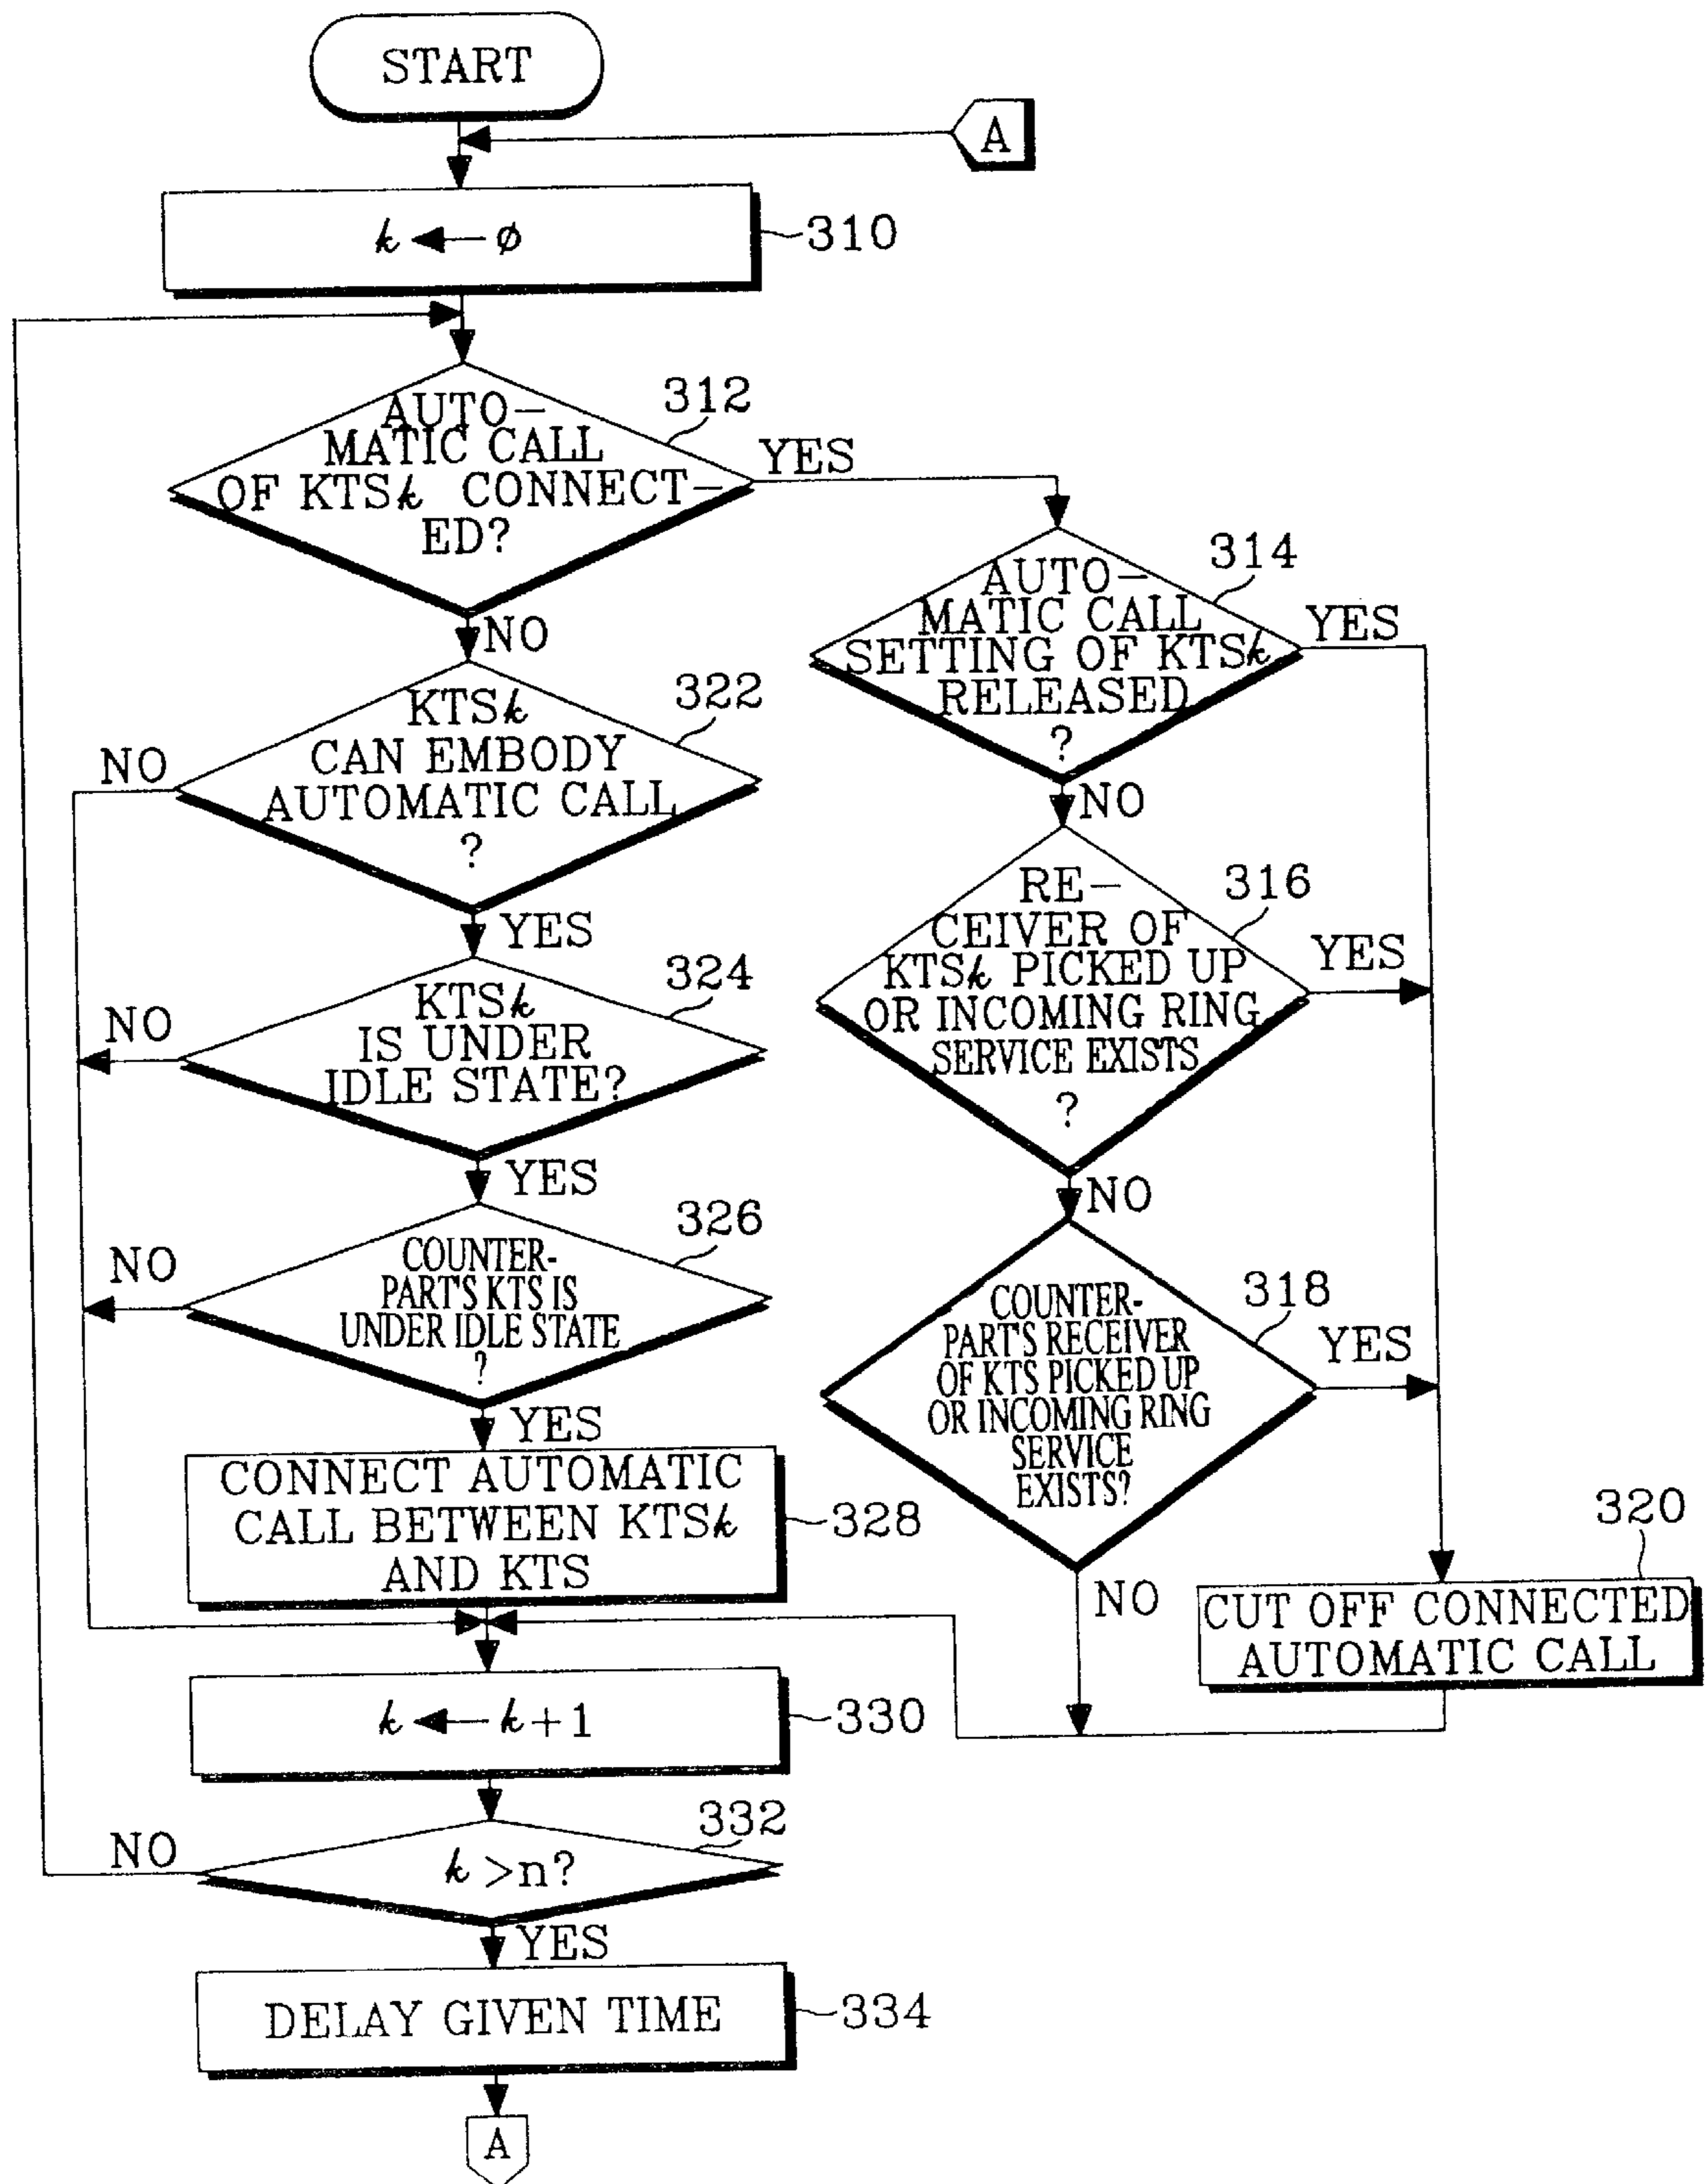 START
A
k ← ø
310
AUTO-
MATIC CALL
OF KTSk CONNECT-
ED?
312
YES
NO
AUTO-
MATIC CALL
SETTING OF KTSk
RELEASED
?
314
YES
NO
KTSk
CAN EMBODY
AUTOMATIC CALL
?
322
NO
YES
RE-
CEIVER OF
KTSk PICKED UP
OR INCOMING RING
SERVICE EXISTS
?
316
YES
NO
KTSk
IS UNDER
IDLE STATE?
324
NO
YES
COUNTER-
PART'S KTS IS
UNDER IDLE STATE
?
326
NO
YES
COUNTER-
PART'S RECEIVER
OF KTS PICKED UP
OR INCOMING RING
SERVICE
EXISTS?
318
YES
NO
CONNECT AUTOMATIC
CALL BETWEEN KTSk
AND KTS
328
320
CUT OFF CONNECTED
AUTOMATIC CALL
k ← k+1
330
k >n?
332
NO
YES
DELAY GIVEN TIME
334
A